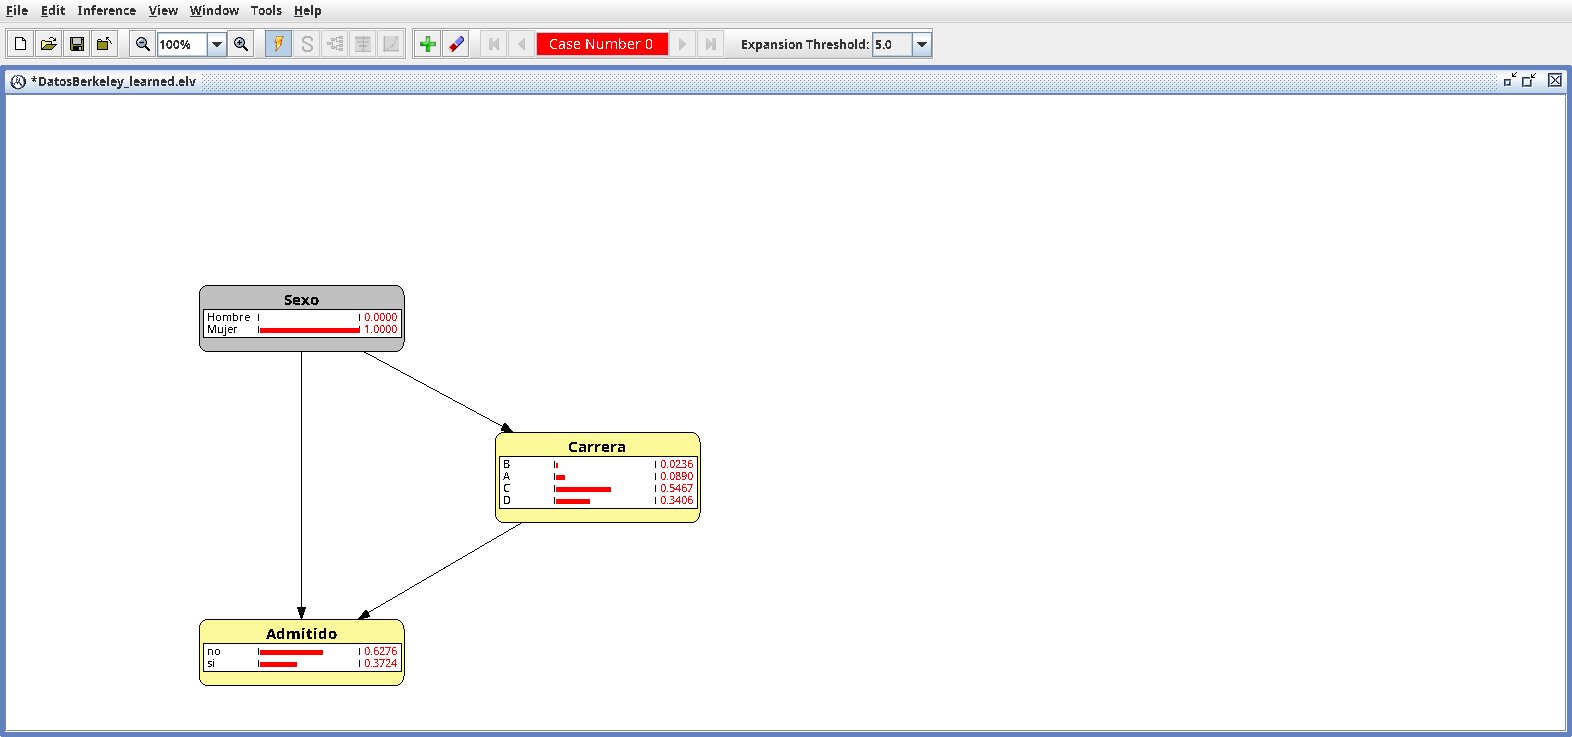 File Edit Inference View Window Tools Help
100% Case Number 0 Expansion Threshold: 5.0
*DatosBerkeley_learned.elv
Sexo
Hombre 0.0000
Mujer 1.0000
Carrera
B 0.0236
A 0.0890
C 0.5467
D 0.3406
Admitido
no 0.6276
si 0.3724